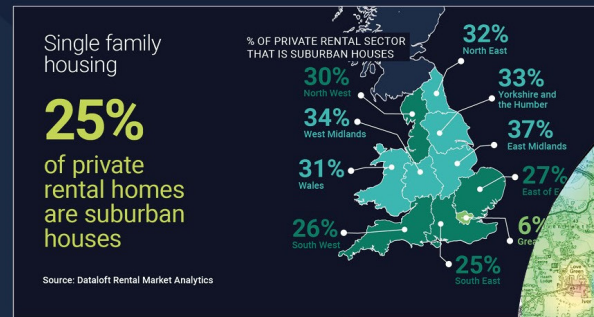 Single family
housing
25%
of private
rental homes
are suburban
houses
Source: Dataloft Rental Market Analytics
% OF PRIVATE RENTAL SECTOR
THAT IS SUBURBAN HOUSES
32%
North East
30%
North West
33%
Yorkshire and
the Humber
34%
West Midlands
37%
East Midlands
31%
Wales
27%
East of
26%
South West
6%
25%
South East